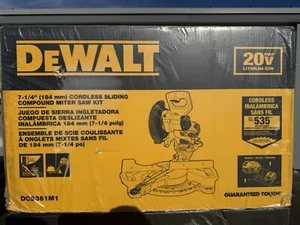 DEWALT
20V MAX
LITHIUM ION
7-1/4" (184 mm) CORDLESS SLIDING
COMPOUND MITER SAW KIT
JUEGO DE SIERRA INGLETADORA
COMPUESTA DESLIZANTE
INALÁMBRICA 184 mm (7-1/4 pulg)
ENSEMBLE DE SCIE COULISSANTE
À ONGLETS MIXTES SANS FIL
DE 184 mm (7-1/4 po)
CORDLESS
INALÁMBRICA
SANS FIL
535
DCS361M1
GUARANTEED TOUGH